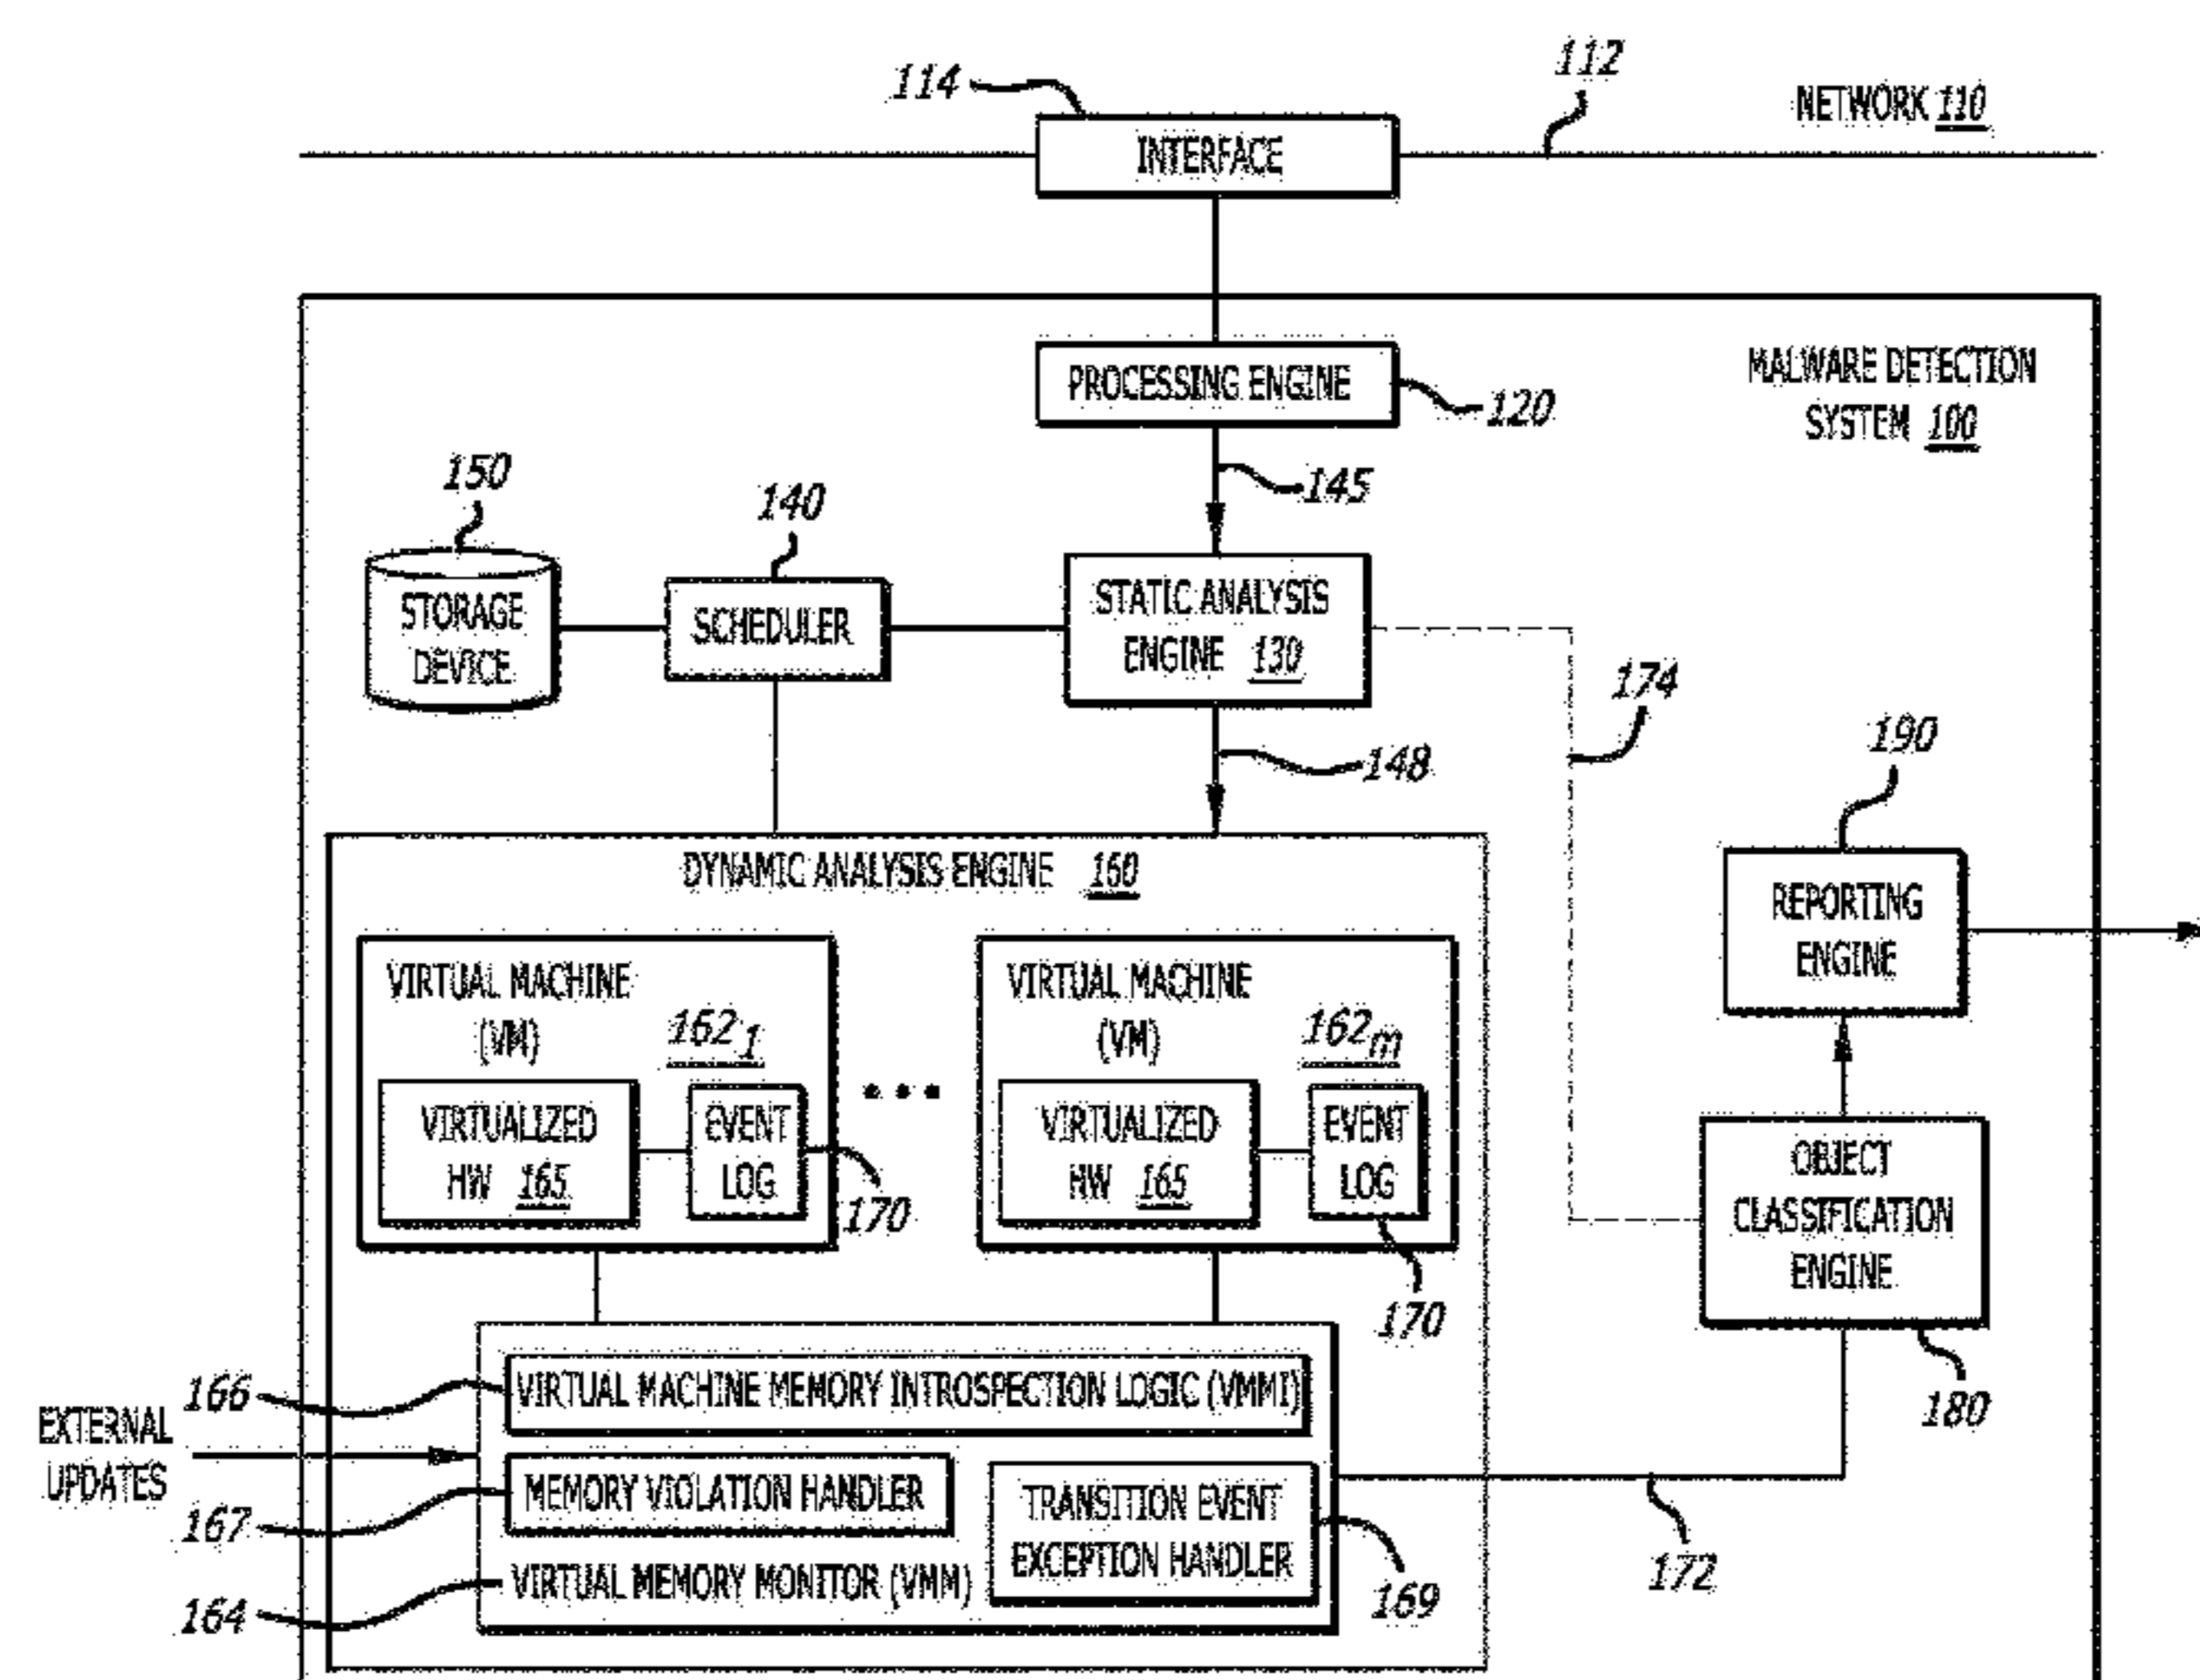 114
112
NETWORK 110
INTERFACE
PROCESSING ENGINE
120
MALWARE DETECTION
SYSTEM 100
145
150
140
STORAGE
DEVICE
SCHEDULER
STATIC ANALYSIS
ENGINE 130
174
148
190
REPORTING
ENGINE
DYNAMIC ANALYSIS ENGINE 160
VIRTUAL MACHINE
(VM)
162₁
VIRTUALIZED
HW 165
EVENT
LOG
170
• • •
VIRTUAL MACHINE
(VM)
162ₘ
VIRTUALIZED
HW 165
EVENT
LOG
170
OBJECT
CLASSIFICATION
ENGINE
180
166
VIRTUAL MACHINE MEMORY INTROSPECTION LOGIC (VMMI)
EXTERNAL
UPDATES
167
MEMORY VIOLATION HANDLER
TRANSITION EVENT
EXCEPTION HANDLER
169
172
164
VIRTUAL MEMORY MONITOR (VMM)